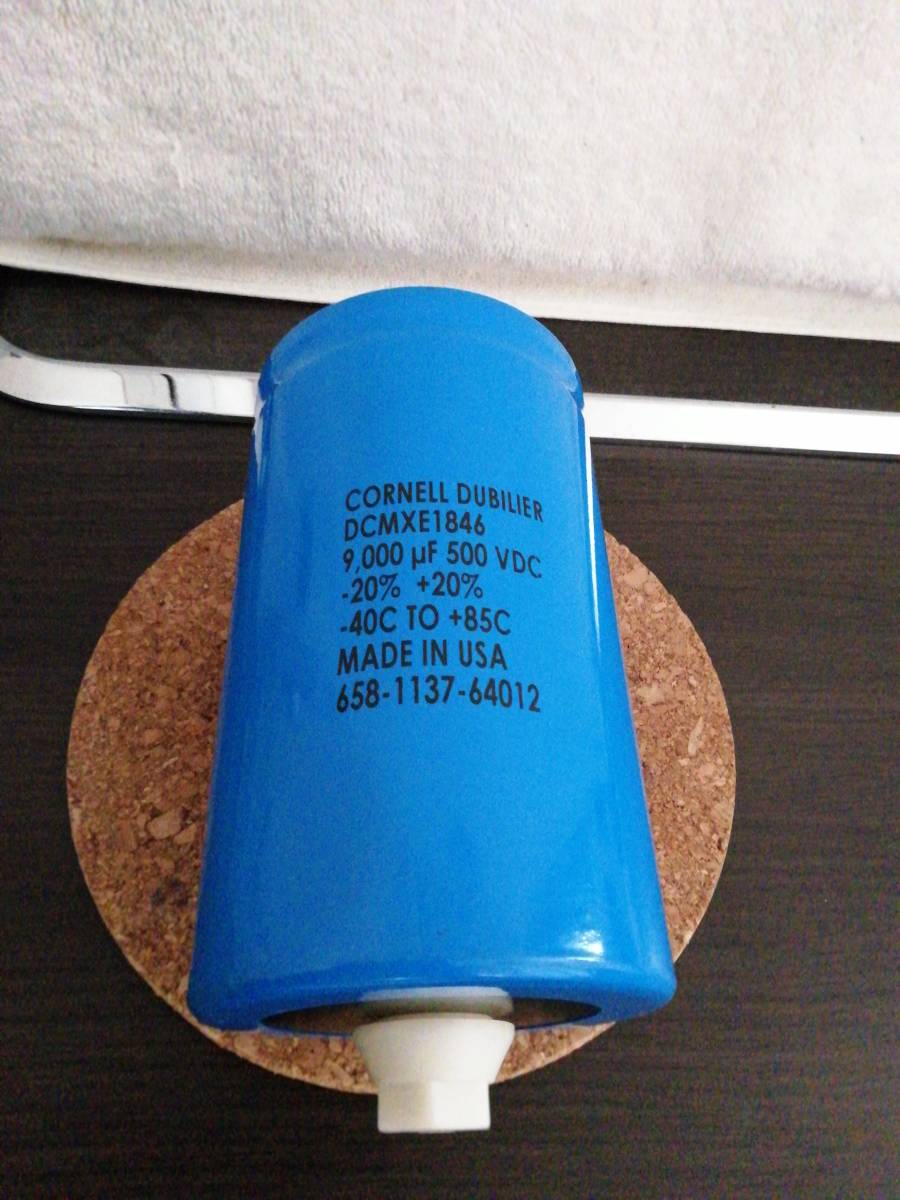 CORNELL DUBILIER
DCMXE1846
9,000 µF 500 VDC
-20% +20%
-40C TO +85C
MADE IN USA
658-1137-64012